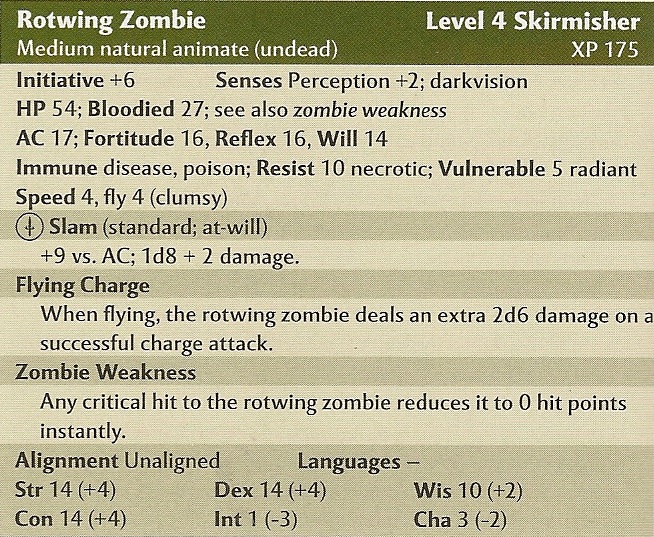 Rotwing Zombie Level 4 Skirmisher
Medium natural animate (undead) XP 175
Initiative +6 Senses Perception +2; darkvision
HP 54; Bloodied 27; see also zombie weakness
AC 17; Fortitude 16, Reflex 16, Will 14
Immune disease, poison; Resist 10 necrotic; Vulnerable 5 radiant
Speed 4, fly 4 (clumsy)
Slam (standard; at-will)
+9 vs. AC; 1d8 + 2 damage.
Flying Charge
When flying, the rotwing zombie deals an extra 2d6 damage on a
successful charge attack.
Zombie Weakness
Any critical hit to the rotwing zombie reduces it to 0 hit points
instantly.
Alignment Unaligned Languages –
Str 14 (+4) Dex 14 (+4) Wis 10 (+2)
Con 14 (+4) Int 1 (-3) Cha 3 (-2)